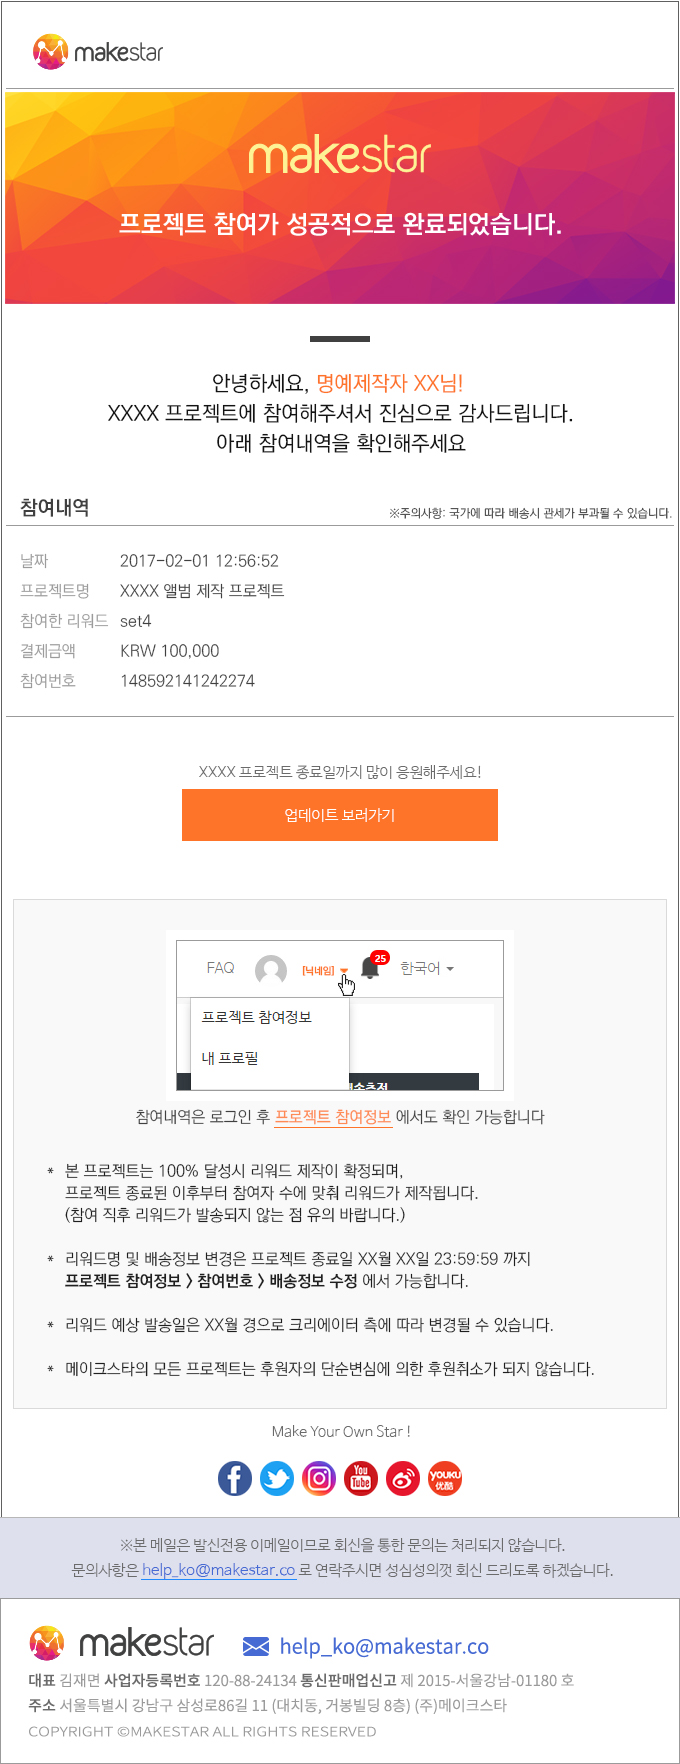 makestar
makestar
프로젝트 참여가 성공적으로 완료되었습니다.
안녕하세요, 명예제작자 XX님!
XXXX 프로젝트에 참여해주셔서 진심으로 감사드립니다.
아래 참여내역을 확인해주세요
참여내역
※주의사항: 국가에 따라 배송시 관세가 부과될 수 있습니다.
날짜 2017-02-01 12:56:52
프로젝트명 XXXX 앨범 제작 프로젝트
참여한 리워드 set4
결제금액 KRW 100,000
참여번호 148592141242274
XXXX 프로젝트 종료일까지 많이 응원해주세요!
업데이트 보러가기
FAQ [닉네임] 25 한국어
프로젝트 참여정보
내 프로필
참여내역은 로그인 후 프로젝트 참여정보 에서도 확인 가능합니다
* 본 프로젝트는 100% 달성시 리워드 제작이 확정되며,
프로젝트 종료된 이후부터 참여자 수에 맞춰 리워드가 제작됩니다.
(참여 직후 리워드가 발송되지 않는 점 유의 바랍니다.)
* 리워드명 및 배송정보 변경은 프로젝트 종료일 XX월 XX일 23:59:59 까지
프로젝트 참여정보 > 참여번호 > 배송정보 수정 에서 가능합니다.
* 리워드 예상 발송일은 XX월 경으로 크리에이터 측에 따라 변경될 수 있습니다.
* 메이크스타의 모든 프로젝트는 후원자의 단순변심에 의한 후원취소가 되지 않습니다.
Make Your Own Star !
You Tube YOUKU 优酷
※본 메일은 발신전용 이메일이므로 회신을 통한 문의는 처리되지 않습니다.
문의사항은 help_ko@makestar.co 로 연락주시면 성심성의껏 회신 드리도록 하겠습니다.
makestar help_ko@makestar.co
대표 김재면 사업자등록번호 120-88-24134 통신판매업신고 제 2015-서울강남-01180 호
주소 서울특별시 강남구 삼성로86길 11 (대치동, 거봉빌딩 8층) (주)메이크스타
COPYRIGHT ©MAKESTAR ALL RIGHTS RESERVED